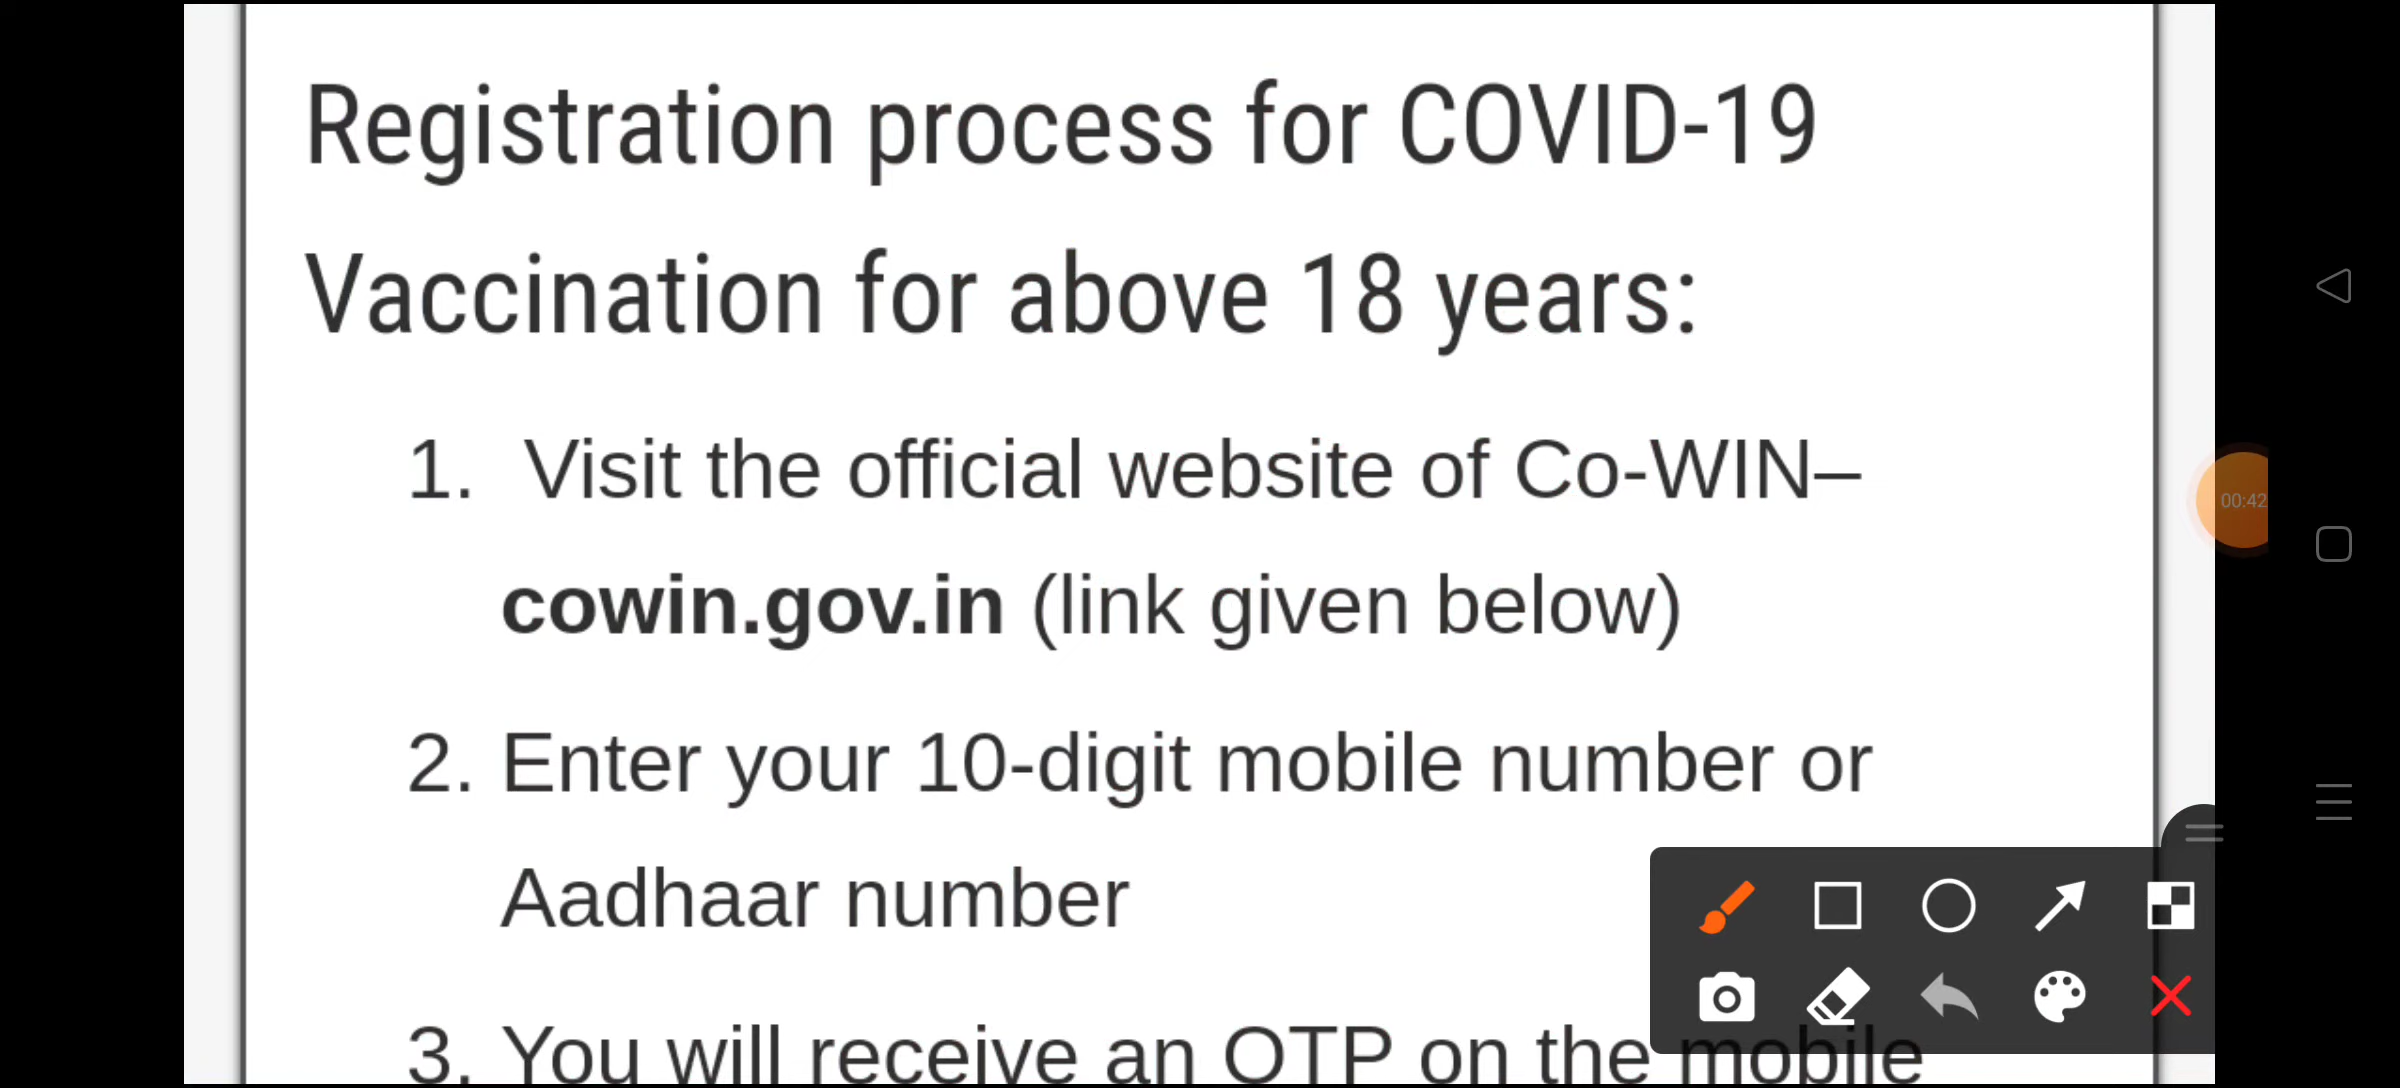 Registration process for COVID-19
Vaccination for above 18 years:
1. Visit the official website of Co-WIN–
cowin.gov.in (link given below)
00:42
2. Enter your 10-digit mobile number or
Aadhaar number
3. You will receive an OTP on the mobile